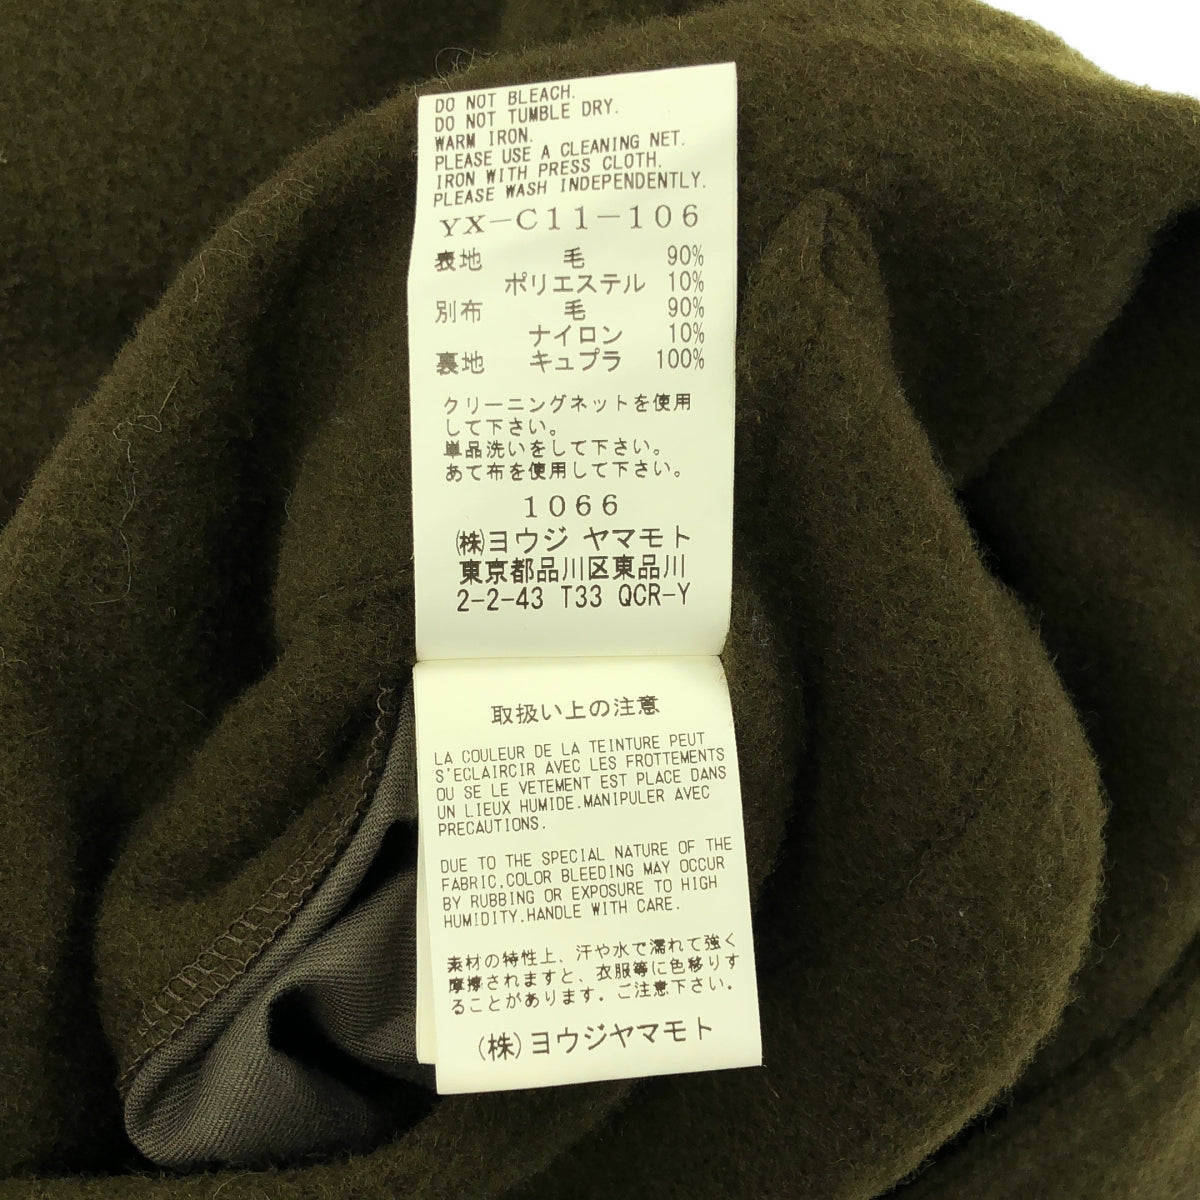 DO NOT BLEACH.
DO NOT TUMBLE DRY.
WARM IRON.
PLEASE USE A CLEANING NET.
IRON WITH PRESS CLOTH.
PLEASE WASH INDEPENDENTLY.
YX-C11-106
表地 毛 90%
ポリエステル 10%
別布 毛 90%
ナイロン 10%
裏地 キュプラ 100%
クリーニングネットを使用
して下さい。
単品洗いをして下さい。
あて布を使用して下さい。
1066
㈱ヨウジ ヤマモト
東京都品川区東品川
2-2-43 T33 QCR-Y
取扱い上の注意
LA COULEUR DE LA TEINTURE PEUT
S'ECLAIRCIR AVEC LES FROTTEMENTS
OU SE LE VETEMENT EST PLACE DANS
UN LIEUX HUMIDE.MANIPULER AVEC
PRECAUTIONS.
DUE TO THE SPECIAL NATURE OF THE
FABRIC,COLOR BLEEDING MAY OCCUR
BY RUBBING OR EXPOSURE TO HIGH
HUMIDITY.HANDLE WITH CARE.
素材の特性上、汗や水で濡れて強く
摩擦されますと、衣服等に色移りす
ることがあります。ご注意下さい。
(株)ヨウジヤマモト